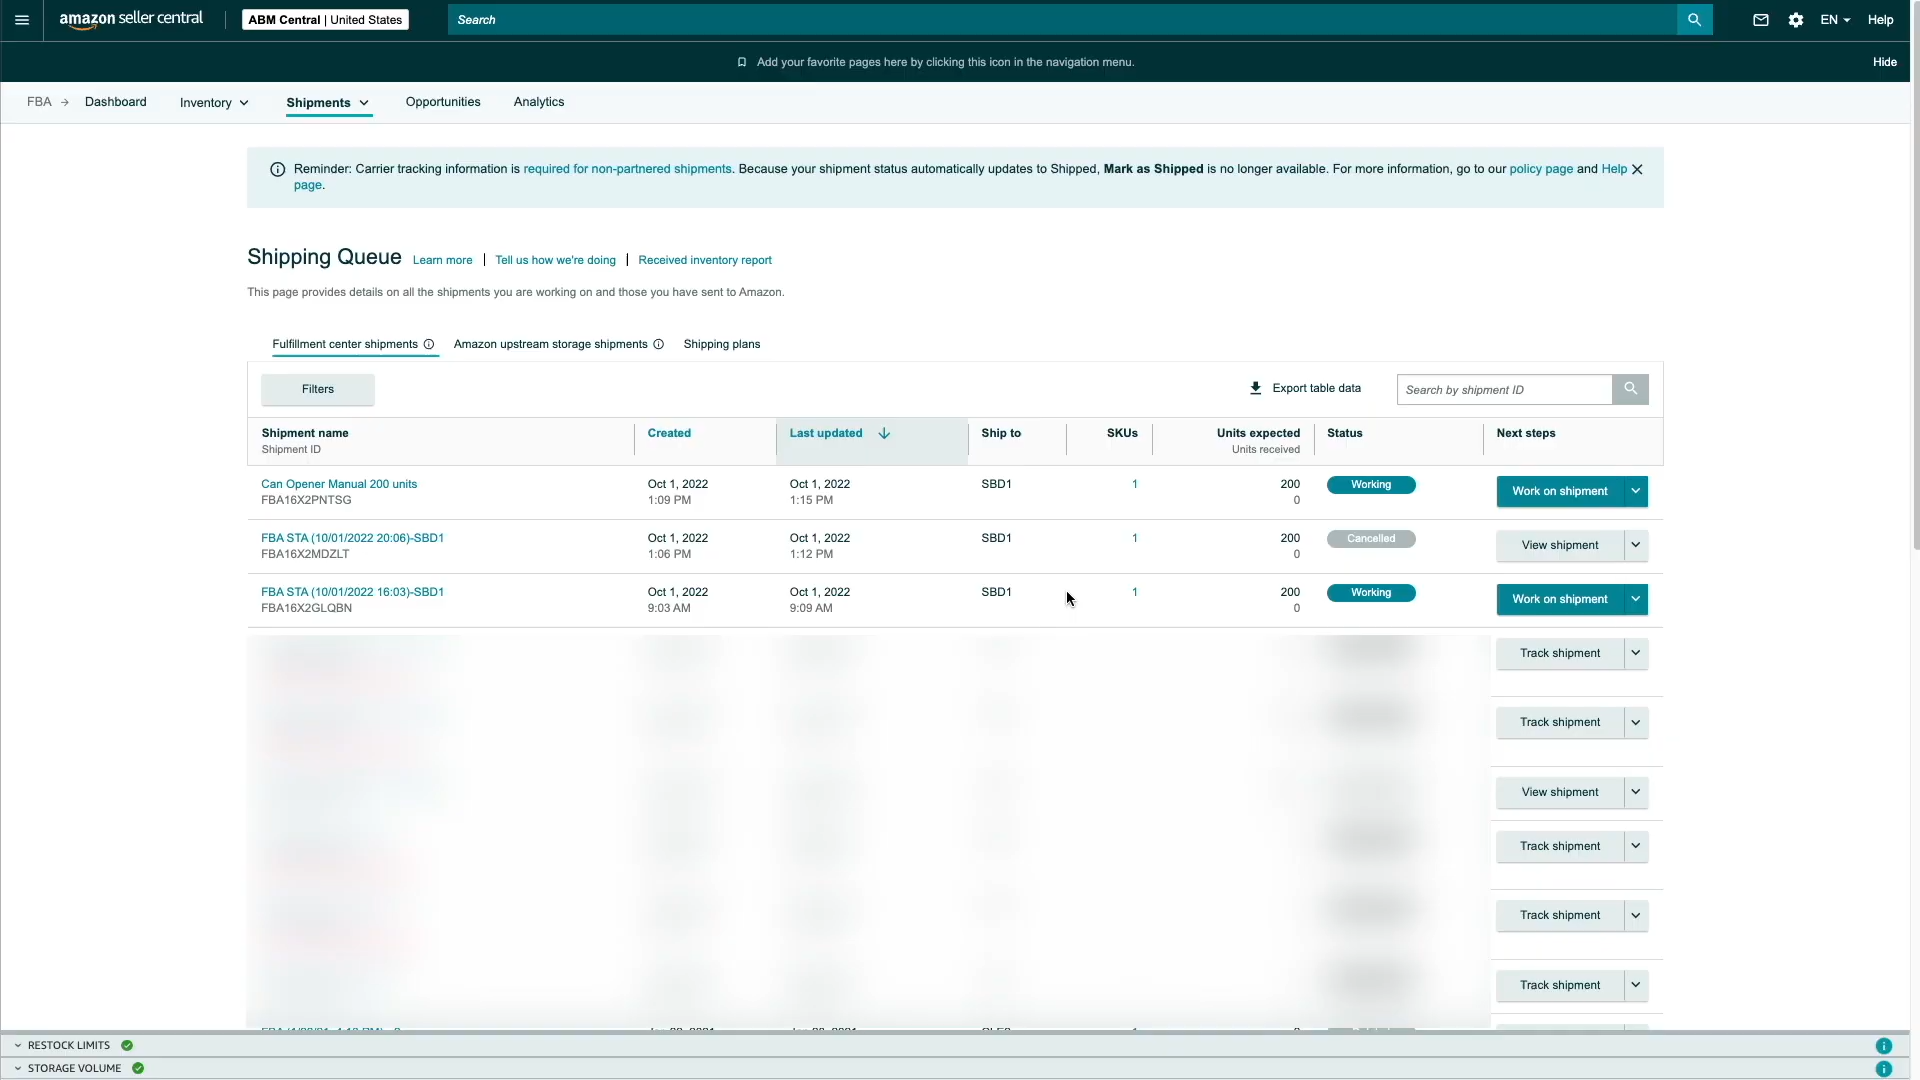 amazon seller central
ABM Central | United States
Search
EN
Help
Add your favorite pages here by clicking this icon in the navigation menu.
Hide
FBA → Dashboard Inventory Shipments Opportunities Analytics
Reminder: Carrier tracking information is required for non-partnered shipments. Because your shipment status automatically updates to Shipped, Mark as Shipped is no longer available. For more information, go to our policy page and Help
page.
Shipping Queue Learn more | Tell us how we're doing | Received inventory report
This page provides details on all the shipments you are working on and those you have sent to Amazon.
Fulfillment center shipments Amazon upstream storage shipments Shipping plans
Filters Export table data Search by shipment ID
Shipment name Created Last updated Ship to SKUs Units expected Status Next steps
Shipment ID Units received
Can Opener Manual 200 units Oct 1, 2022 Oct 1, 2022 SBD1 1 200 Working Work on shipment
FBA16X2PNTSG 1:09 PM 1:15 PM 0
FBA STA (10/01/2022 20:06)-SBD1 Oct 1, 2022 Oct 1, 2022 SBD1 1 200 Cancelled View shipment
FBA16X2MDZLT 1:06 PM 1:12 PM 0
FBA STA (10/01/2022 16:03)-SBD1 Oct 1, 2022 Oct 1, 2022 SBD1 1 200 Working Work on shipment
FBA16X2GLQBN 9:03 AM 9:09 AM 0
Track shipment
Track shipment
View shipment
Track shipment
Track shipment
Track shipment
RESTOCK LIMITS
STORAGE VOLUME